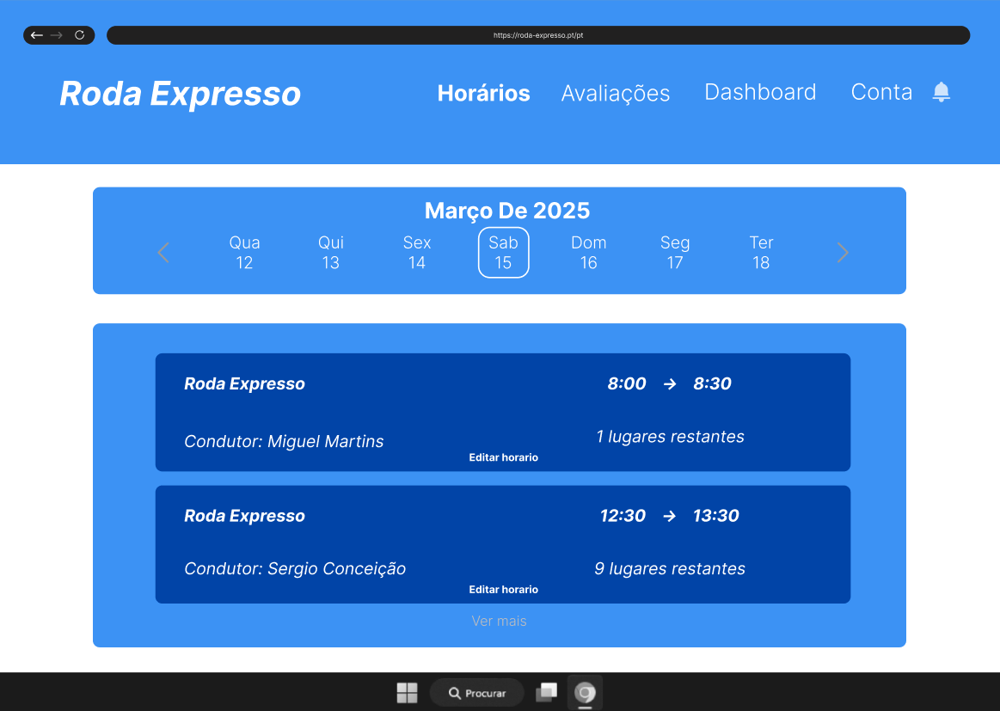 https://roda-expresso.pt/pt
Roda Expresso
Horários
Avaliações
Dashboard
Conta
Março De 2025
Qua Qui Sex Sab Dom Seg Ter
12 13 14 15 16 17 18
Roda Expresso
8:00 → 8:30
Condutor: Miguel Martins
1 lugares restantes
Editar horario
Roda Expresso
12:30 → 13:30
Condutor: Sergio Conceição
9 lugares restantes
Editar horario
Ver mais
Procurar